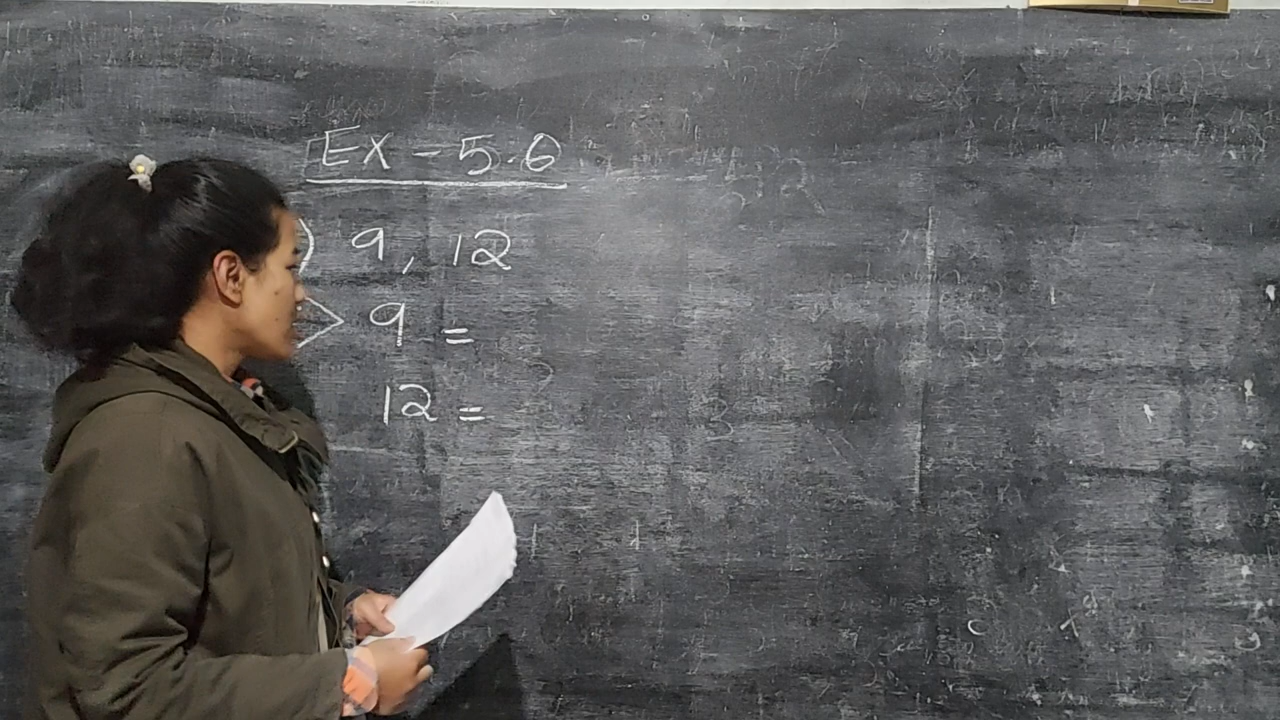 Ex - 5.6
) 9, 12
> 9 =
12 =